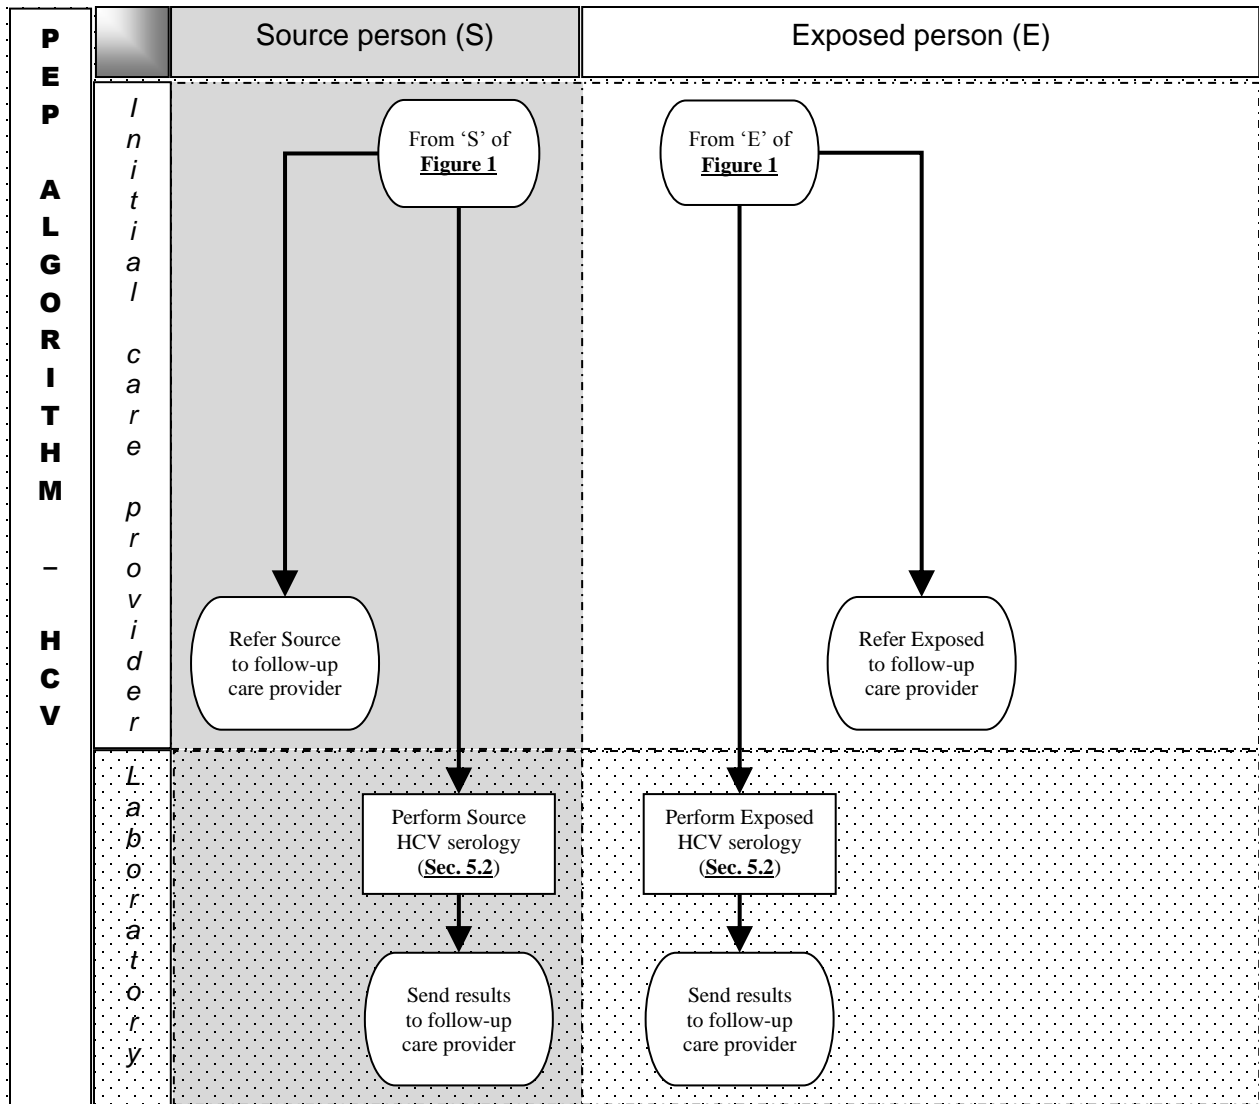 PEP ALGORITHM – HCV
Source person (S)
Exposed person (E)
Initial care provider
From ‘S’ of
Figure 1
From ‘E’ of
Figure 1
Refer Source
to follow-up
care provider
Refer Exposed
to follow-up
care provider
Laboratory
Perform Source
HCV serology
(Sec. 5.2)
Perform Exposed
HCV serology
(Sec. 5.2)
Send results
to follow-up
care provider
Send results
to follow-up
care provider